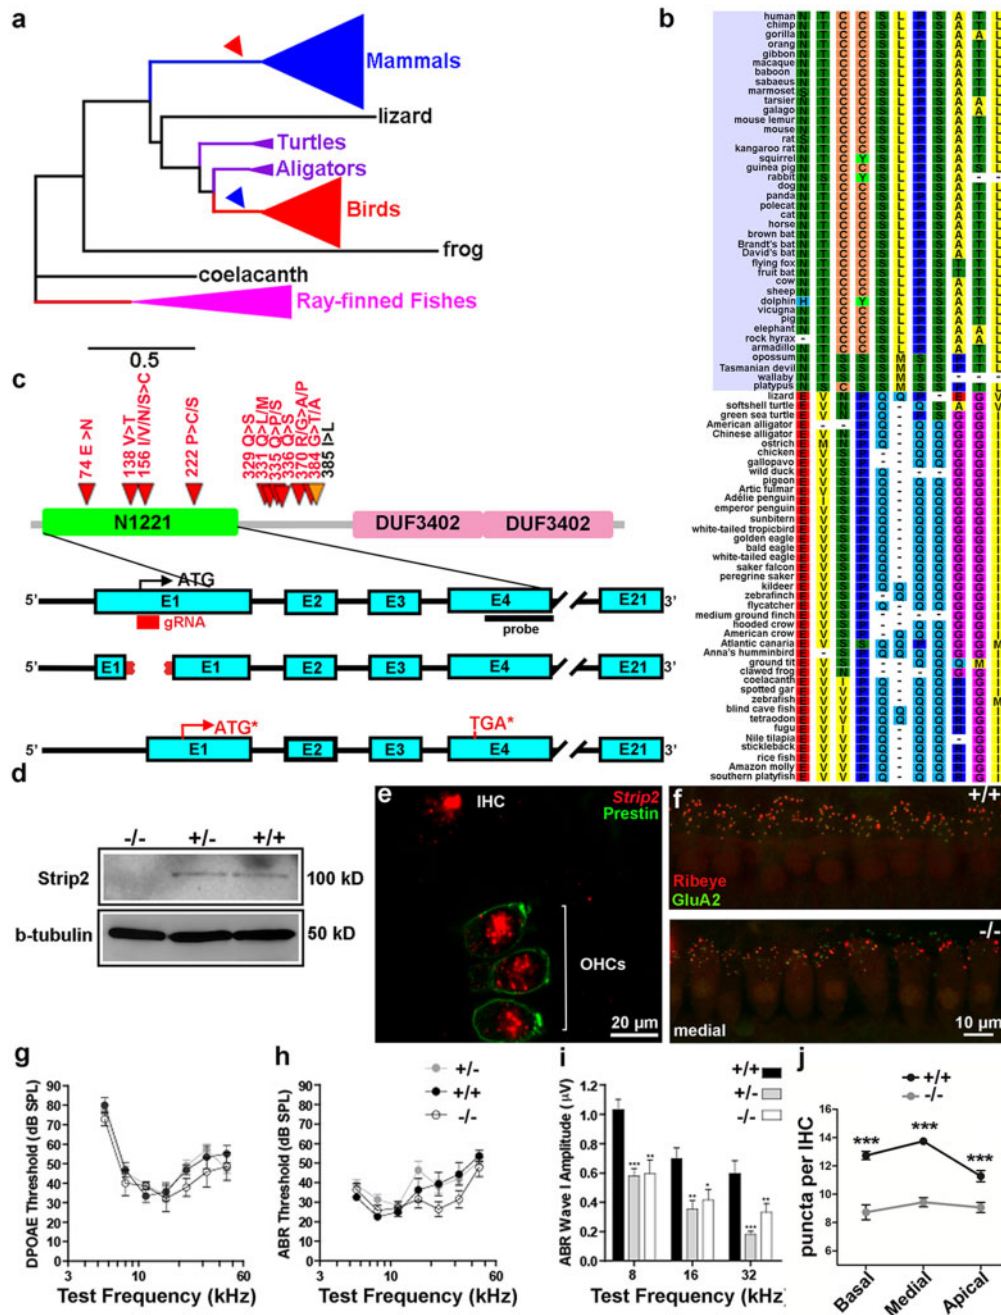 a
Mammals
lizard
Turtles
Aligators
Birds
frog
coelacanth
Ray-finned Fishes
0.5
b
human
chimp
gorilla
orang
gibbon
macaque
baboon
sabaeus
marmoset
tarsier
galago
mouse lemur
mouse
rat
kangaroo rat
squirrel
guinea pig
rabbit
dog
panda
polecat
cat
horse
brown bat
Brandt's bat
David's bat
flying fox
fruit bat
cow
sheep
dolphin
vicugna
pig
elephant
rock hyrax
armadillo
opossum
Tasmanian devil
wallaby
platypus
lizard
softshell turtle
green sea turtle
American alligator
Chinese alligator
ostrich
chicken
gallopavo
wild duck
pigeon
Artic fulmar
Adélie penguin
emperor penguin
sunbitern
white-tailed tropicbird
golden eagle
bald eagle
white-tailed eagle
saker falcon
peregrine saker
kildeer
zebrafinch
flycatcher
medium ground finch
hooded crow
American crow
Atlantic canaria
Anna's hummnbird
ground tit
clawed frog
coelacanth
spotted gar
zebrafish
blind cave fish
tetraodon
fugu
Nile tilapia
stickleback
rice fish
Amazon molly
southern platyfish
c
74 E >N
138 V>T
156 I/V/N/S>C
222 P>C/S
329 Q>S
331 Q>L/M
335 Q>P/S
336 Q>S
370 R/G>A/P
384 G>T/A
385 I>L
N1221
DUF3402
DUF3402
ATG
5' E1 E2 E3 E4 E21 3'
gRNA
probe
5' E1 E1 E2 E3 E4 E21 3'
ATG*
TGA*
5' E1 E2 E3 E4 E21 3'
d
-/- +/- +/+
Strip2 100 kD
b-tubulin 50 kD
e
IHC
Strip2
Prestin
OHCs
20 µm
f
+/+
Ribeye
GluA2
-/-
medial
10 µm
g
DPOAE Threshold (dB SPL)
90
80
70
60
50
40
30
20
10
0
3 10 60
Test Frequency (kHz)
h
+/-
+/+
-/-
ABR Threshold (dB SPL)
90
80
70
60
50
40
30
20
10
0
3 10 60
Test Frequency (kHz)
i
+/+
+/-
-/-
ABR Wave I Amplitude (µV)
1.2
1.0
0.8
0.6
0.4
0.2
0.0
*** **
** *
*** **
8 16 32
Test Frequency (kHz)
j
+/+
-/-
puncta per IHC
16
14
12
10
8
*** *** ***
Basal
Medial
Apical